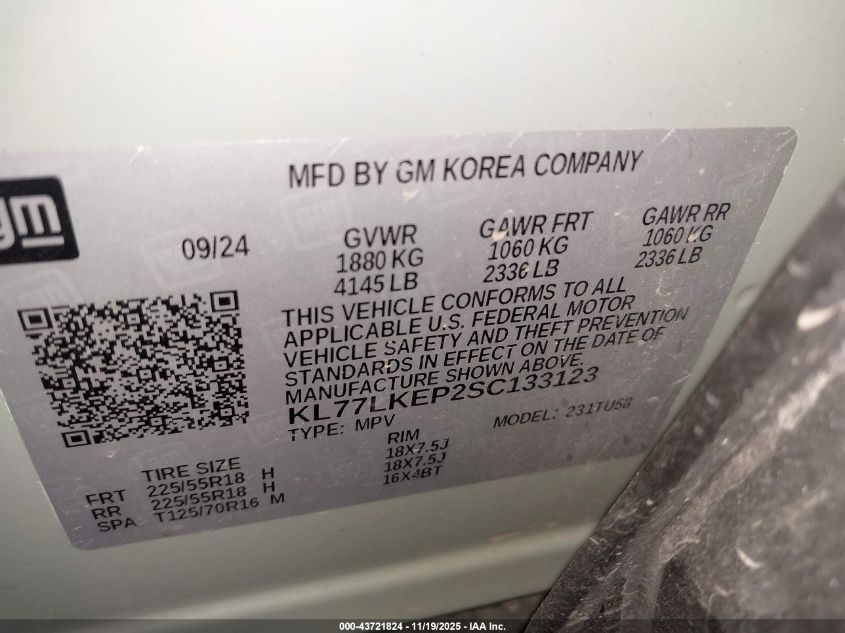 gm
MFD BY GM KOREA COMPANY
09/24
GVWR
1880 KG
4145 LB
GAWR FRT
1060 KG
2336 LB
GAWR RR
1060 KG
2336 LB
THIS VEHICLE CONFORMS TO ALL
APPLICABLE U.S. FEDERAL MOTOR
VEHICLE SAFETY AND THEFT PREVENTION
STANDARDS IN EFFECT ON THE DATE OF
MANUFACTURE SHOWN ABOVE.
KL77LKEP2SC133123
TYPE: MPV
MODEL: 231TU58
TIRE SIZE RIM
FRT 225/55R18 H 18X7.5J
RR 225/55R18 H 18X7.5J
SPA T125/70R16 M 16X4BT
000-43721824 - 11/19/2025 - IAA Inc.